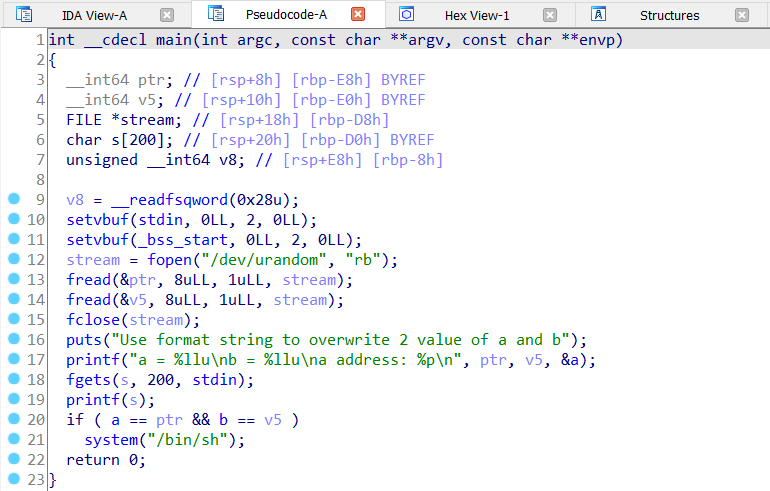 IDA View-A Pseudocode-A Hex View-1 Structures
1 int __cdecl main(int argc, const char **argv, const char **envp)
2 {
3 __int64 ptr; // [rsp+8h] [rbp-E8h] BYREF
4 __int64 v5; // [rsp+10h] [rbp-E0h] BYREF
5 FILE *stream; // [rsp+18h] [rbp-D8h]
6 char s[200]; // [rsp+20h] [rbp-D0h] BYREF
7 unsigned __int64 v8; // [rsp+E8h] [rbp-8h]
8
9 v8 = __readfsqword(0x28u);
10 setvbuf(stdin, 0LL, 2, 0LL);
11 setvbuf(_bss_start, 0LL, 2, 0LL);
12 stream = fopen("/dev/urandom", "rb");
13 fread(&ptr, 8uLL, 1uLL, stream);
14 fread(&v5, 8uLL, 1uLL, stream);
15 fclose(stream);
16 puts("Use format string to overwrite 2 value of a and b");
17 printf("a = %llu\nb = %llu\na address: %p\n", ptr, v5, &a);
18 fgets(s, 200, stdin);
19 printf(s);
20 if ( a == ptr && b == v5 )
21 system("/bin/sh");
22 return 0;
23 }